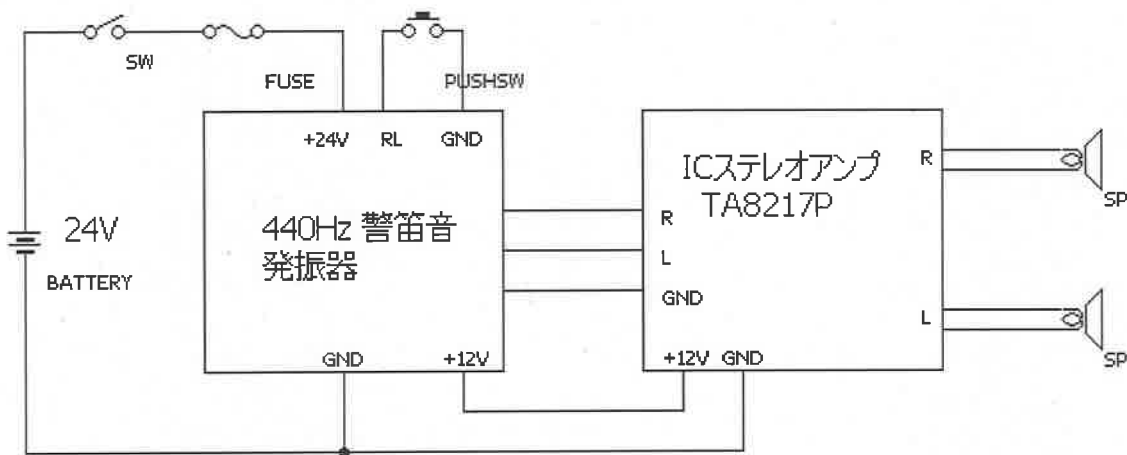 SW
FUSE
PUSHSW
+24V RL GND
440Hz 警笛音
発振器
GND
+12V
24V
BATTERY
R
L
GND
ICステレオアンプ
TA8217P
R
L
+12V GND
SP
SP